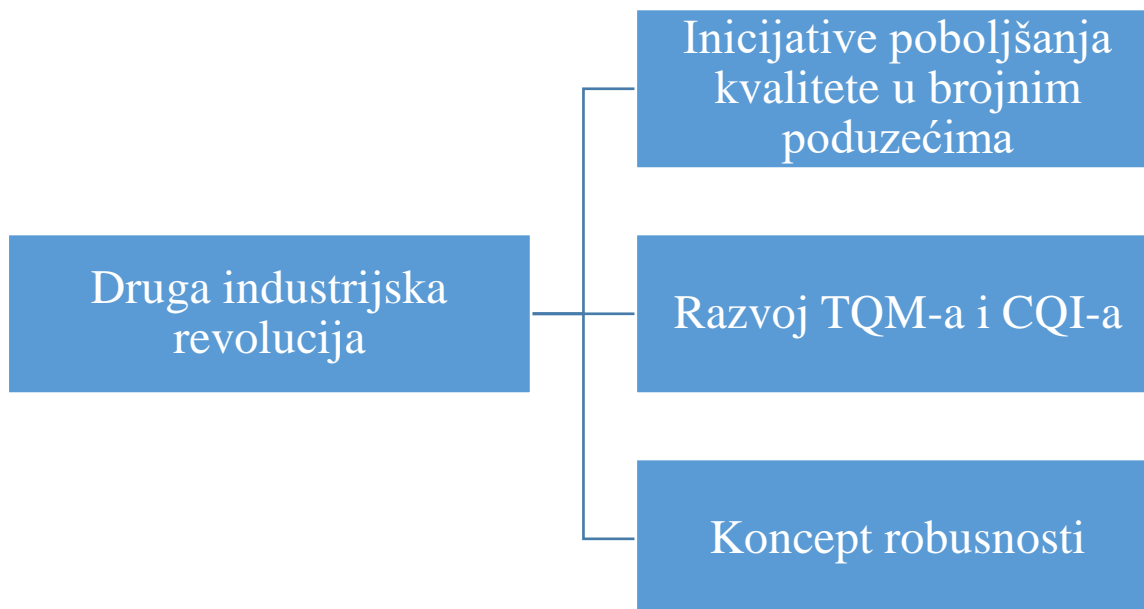 Inicijative poboljšanja
kvalitete u brojnim
poduzećima
Druga industrijska
revolucija
Razvoj TQM-a i CQI-a
Koncept robusnosti